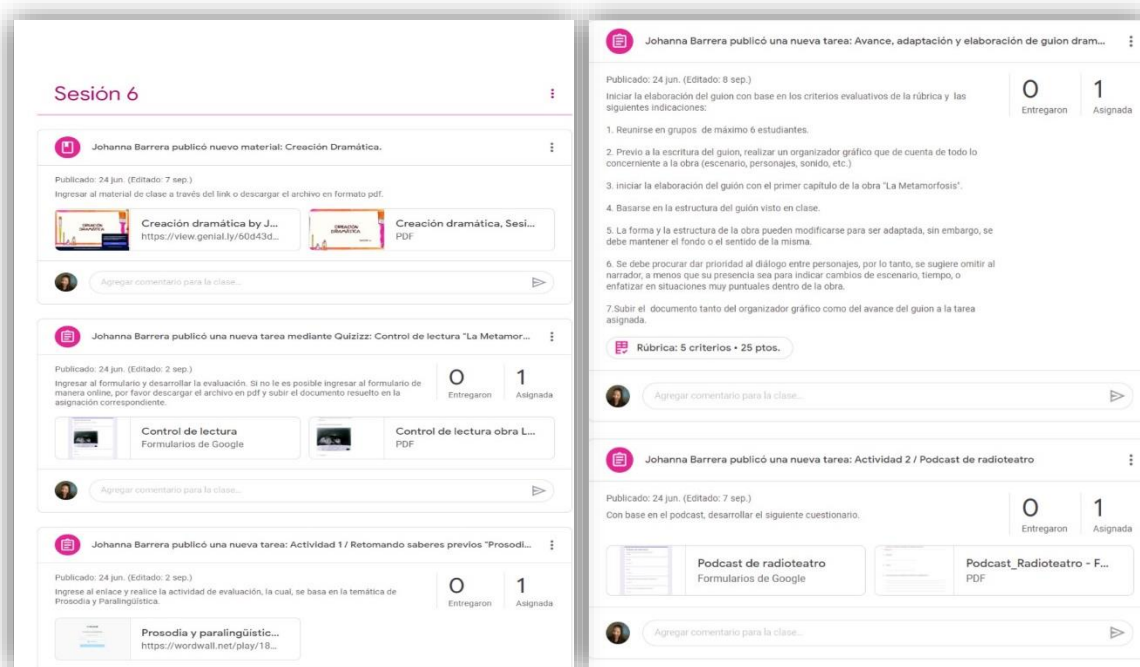 Sesión 6
Johanna Barrera publicó nuevo material: Creación Dramática.
Publicado: 24 jun. (Editado: 7 sep.)
Ingresar al material de clase a través del link o descargar el archivo en formato pdf.
Creación dramática by J...
https://view.genial.ly/60d43d...
CREACIÓN DRAMÁTICA
Creación dramática, Sesi...
PDF
Agregar comentario para la clase...
Johanna Barrera publicó una nueva tarea mediante Quizizz: Control de lectura "La Metamor...
Publicado: 24 jun. (Editado: 2 sep.)
Ingresar al formulario y desarrollar la evaluación. Si no le es posible ingresar al formulario de
manera online, por favor descargar el archivo en pdf y subir el documento resuelto en la
asignación correspondiente.
0
Entregaron
1
Asignada
Control de lectura
Formularios de Google
Control de lectura obra L...
PDF
Agregar comentario para la clase...
Johanna Barrera publicó una nueva tarea: Actividad 1 / Retomando saberes previos "Prosodi...
Publicado: 24 jun. (Editado: 2 sep.)
Ingrese al enlace y realice la actividad de evaluación, la cual, se basa en la temática de
Prosodia y Paralingüística.
0
Entregaron
1
Asignada
Prosodia y paralingüístic...
https://wordwall.net/play/18...
Johanna Barrera publicó una nueva tarea: Avance, adaptación y elaboración de guion dram...
Publicado: 24 jun. (Editado: 8 sep.)
Iniciar la elaboración del guion con base en los criterios evaluativos de la rúbrica y las
siguientes indicaciones:
1. Reunirse en grupos de máximo 6 estudiantes.
2. Previo a la escritura del guion, realizar un organizador gráfico que de cuenta de todo lo
concerniente a la obra (escenario, personajes, sonido, etc.)
3. iniciar la elaboración del guión con el primer capítulo de la obra "La Metamorfosis".
4. Basarse en la estructura del guión visto en clase.
5. La forma y la estructura de la obra pueden modificarse para ser adaptada, sin embargo, se
debe mantener el fondo o el sentido de la misma.
6. Se debe procurar dar prioridad al diálogo entre personajes, por lo tanto, se sugiere omitir al
narrador, a menos que su presencia sea para indicar cambios de escenario, tiempo, o
enfatizar en situaciones muy puntuales dentro de la obra.
7.Subir el documento tanto del organizador gráfico como del avance del guion a la tarea
asignada.
0
Entregaron
1
Asignada
Rúbrica: 5 criterios • 25 ptos.
Agregar comentario para la clase...
Johanna Barrera publicó una nueva tarea: Actividad 2 / Podcast de radioteatro
Publicado: 24 jun. (Editado: 7 sep.)
Con base en el podcast, desarrollar el siguiente cuestionario.
0
Entregaron
1
Asignada
Podcast de radioteatro
Formularios de Google
Podcast_Radioteatro - F...
PDF
Agregar comentario para la clase...